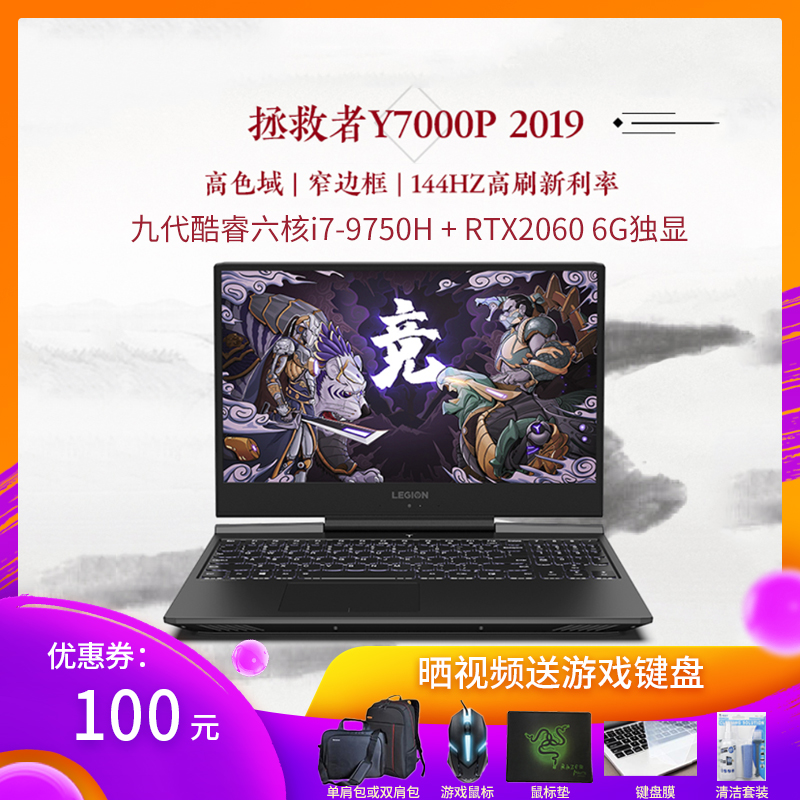 拯救者Y7000P 2019
高色域 | 窄边框 | 144HZ高刷新利率
九代酷睿六核i7-9750H + RTX2060 6G独显
竞
LEGION
优惠券：
100元
晒视频送游戏键盘
单肩包或双肩包
游戏鼠标
鼠标垫
键盘膜
清洁套装